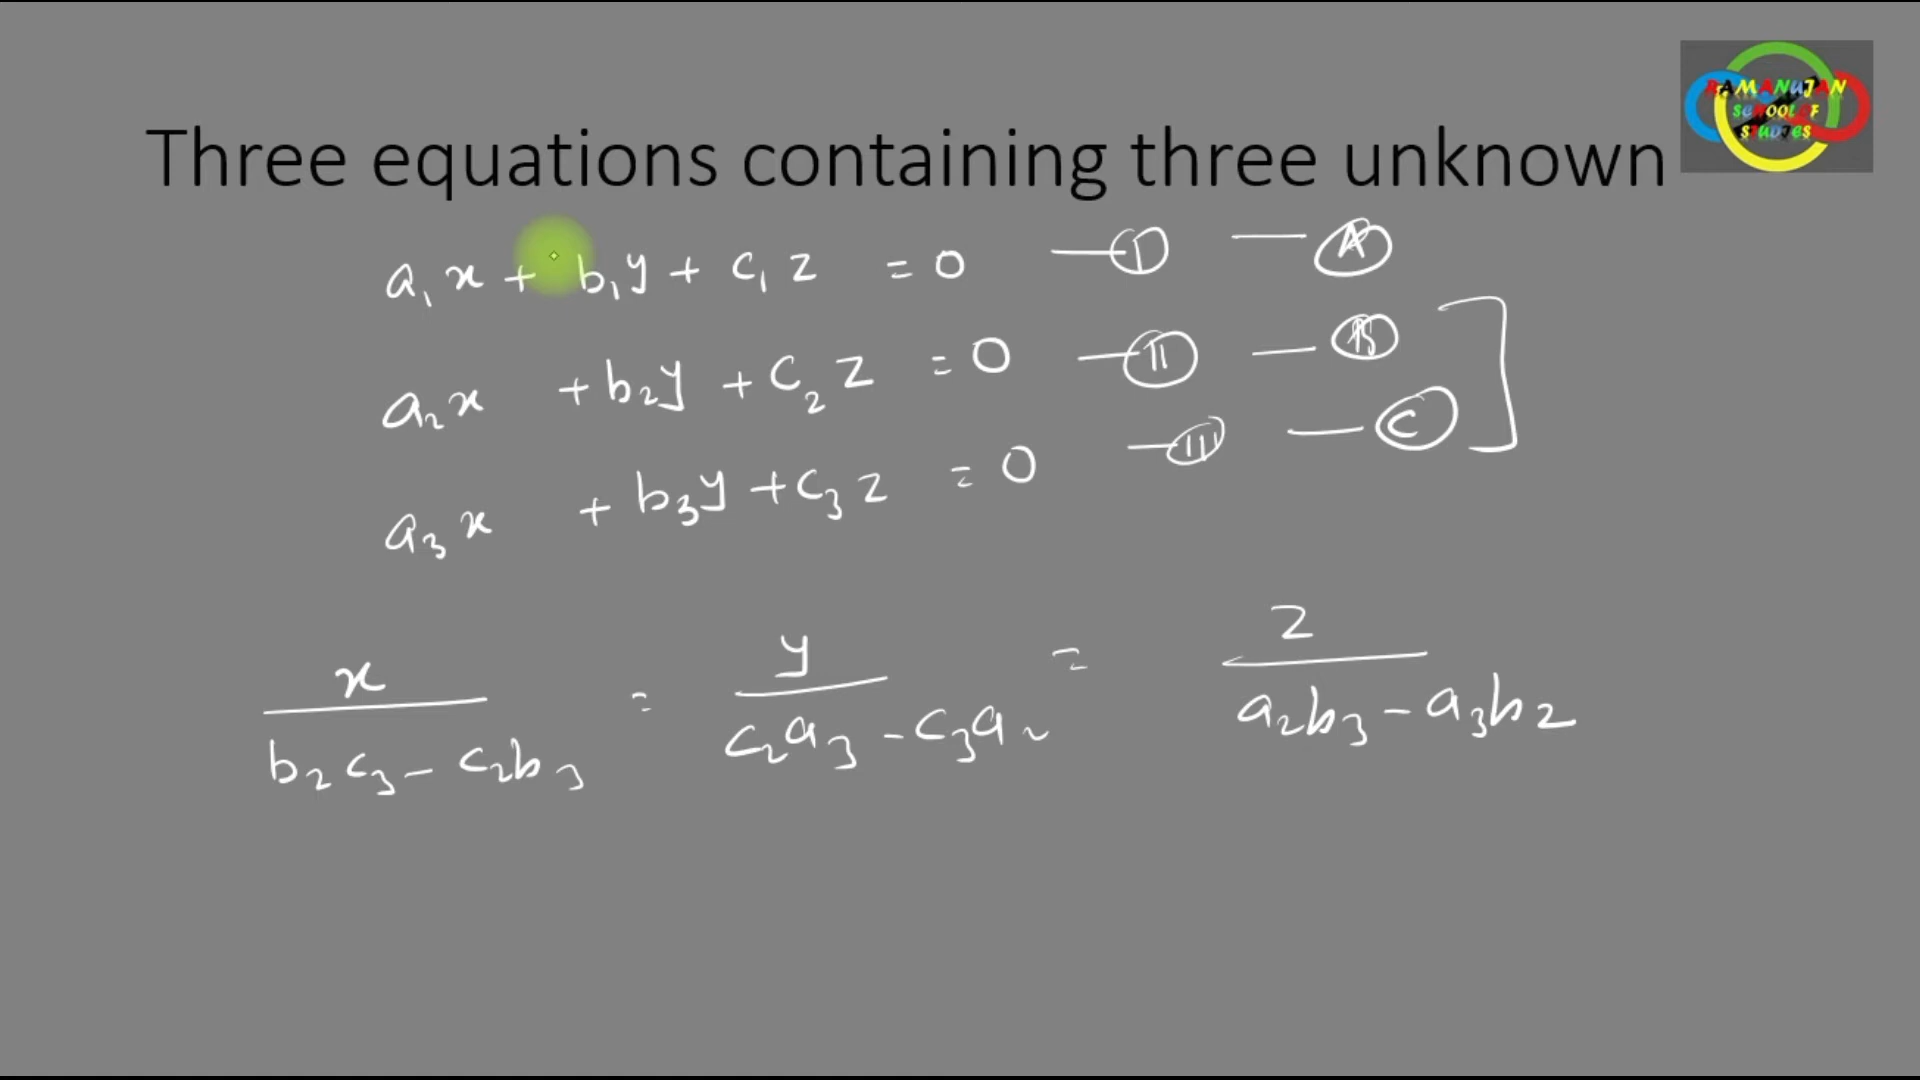 RAMANUJAN
SCHOOL OF
STUDIES
Three equations containing three unknown
a₁x + b₁y + c₁z = 0 — I — A
a₂x + b₂y + c₂z = 0 — II — B
a₃x + b₃y + c₃z = 0 — III — C
x/(b₂c₃ - c₂b₃) = y/(c₂a₃ - c₃a₂) = z/(a₂b₃ - a₃b₂)